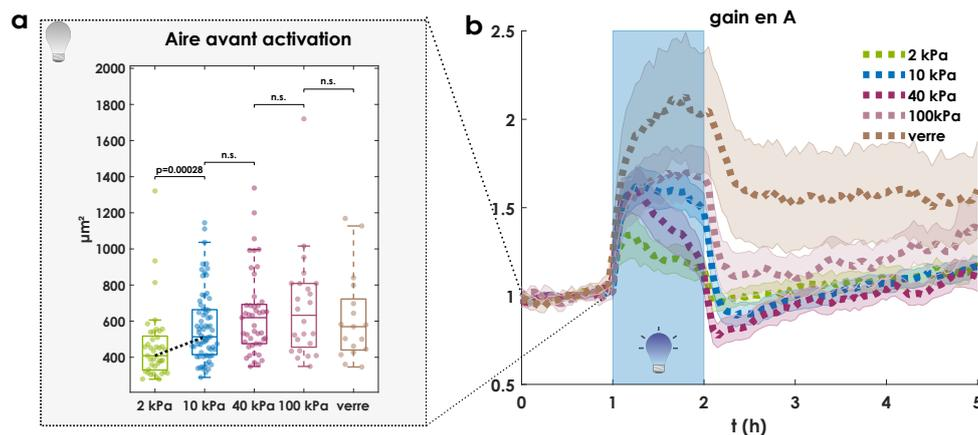 a
Aire avant activation
2000
1800
1600
1400
1200
1000
800
600
400
µm²
p=0.00028
n.s.
n.s.
n.s.
2 kPa 10 kPa 40 kPa 100 kPa verre
b
gain en A
2.5
2
1.5
1
0.5
0 1 2 3 4 5
t (h)
2 kPa
10 kPa
40 kPa
100kPa
verre